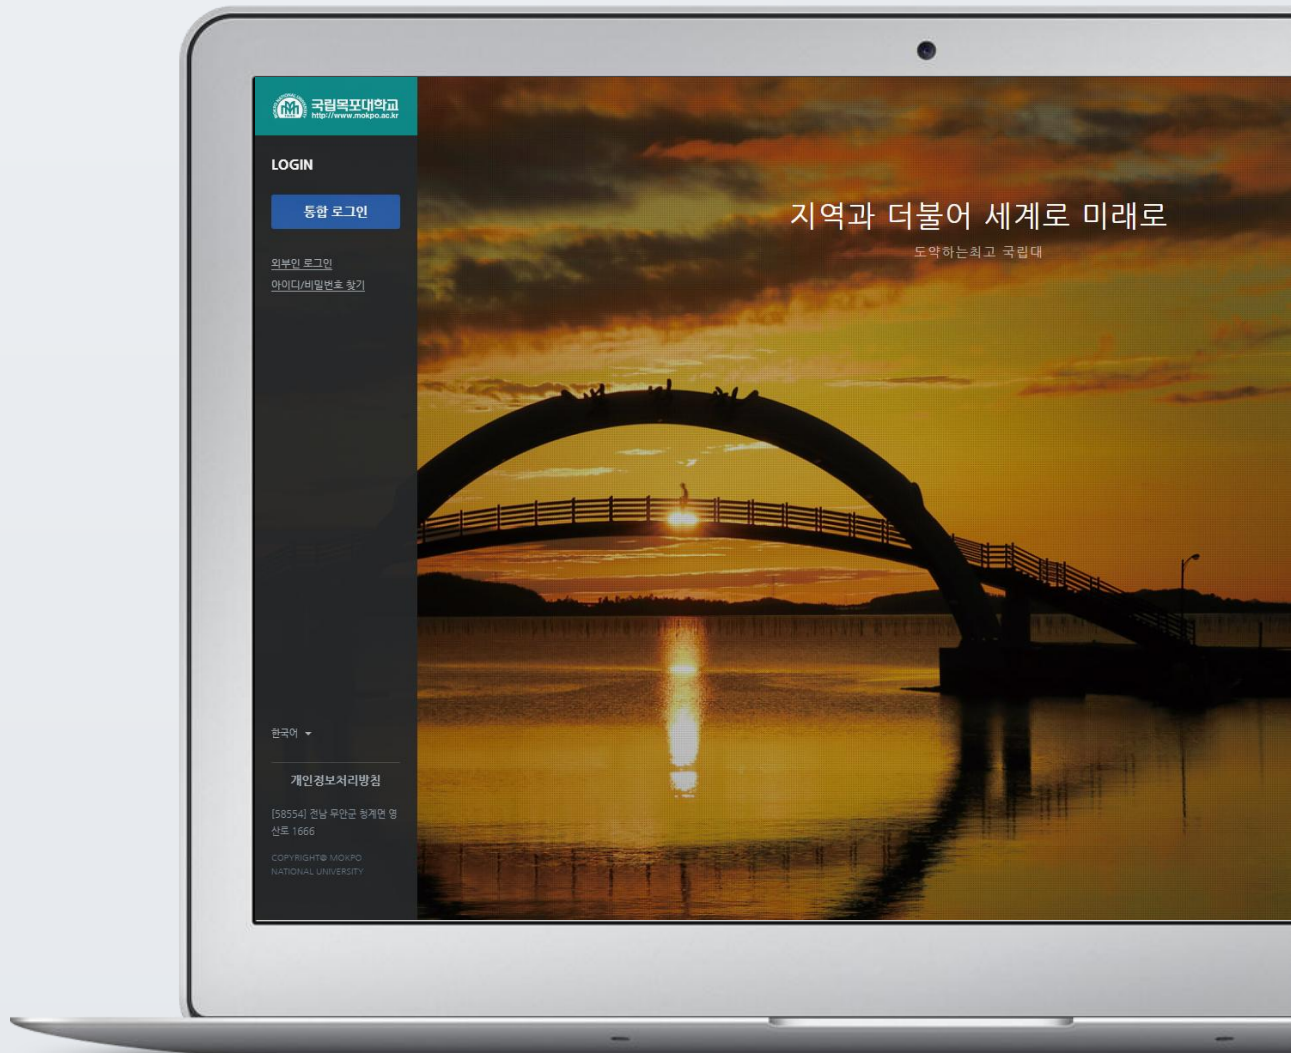 국립목포대학교
http://www.mokpo.ac.kr
LOGIN
통합 로그인
외부인 로그인
아이디/비밀번호 찾기
지역과 더불어 세계로 미래로
도약하는최고 국립대
한국어
개인정보처리방침
[58554] 전남 무안군 청계면 영
산로 1666
COPYRIGHT@ MOKPO
NATIONAL UNIVERSITY